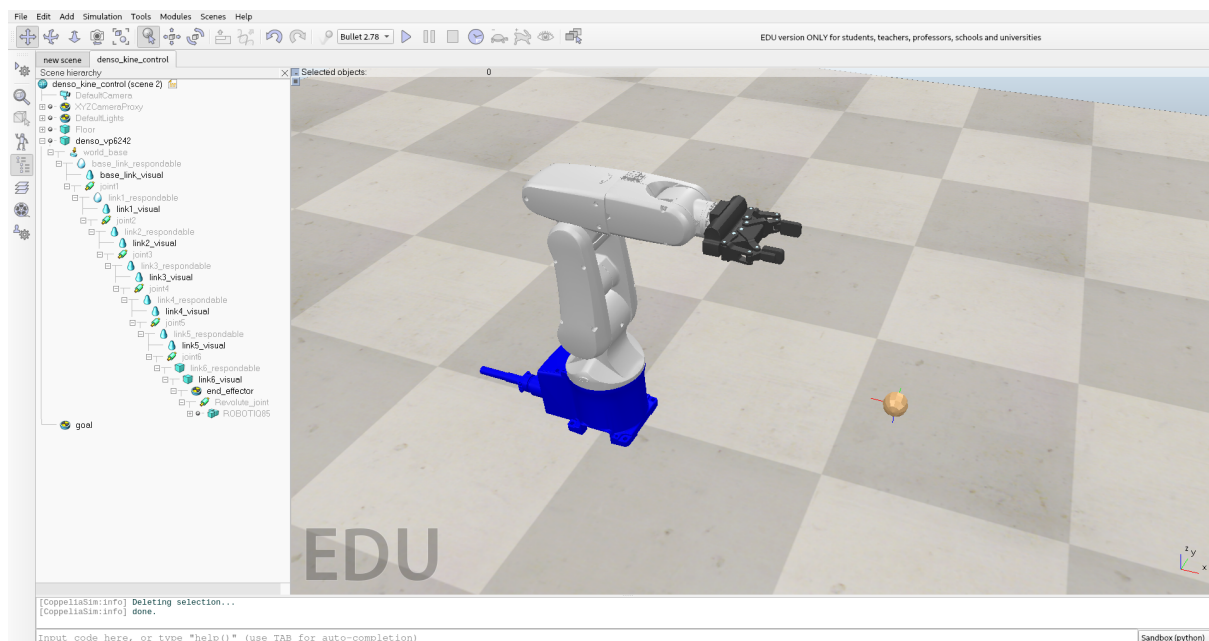 File Edit Add Simulation Tools Modules Scenes Help
Bullet 2.78
EDU version ONLY for students, teachers, professors, schools and universities
new scene denso_kine_control
Scene hierarchy
Selected objects: 0
denso_kine_control (scene 2)
DefaultCamera
XYZCameraProxy
DefaultLights
Floor
denso_vp6242
world_base
base_link_respondable
base_link_visual
joint1
link1_respondable
link1_visual
joint2
link2_respondable
link2_visual
joint3
link3_respondable
link3_visual
joint4
link4_respondable
link4_visual
joint5
link5_respondable
link5_visual
joint6
link6_respondable
link6_visual
end_effector
Revolute_joint
ROBOTIQ85
goal
EDU
z y
x
[CoppeliaSim:info] Deleting selection...
[CoppeliaSim:info] done.
Input code here, or type "help()" (use TAB for auto-completion)
Sandbox (python)